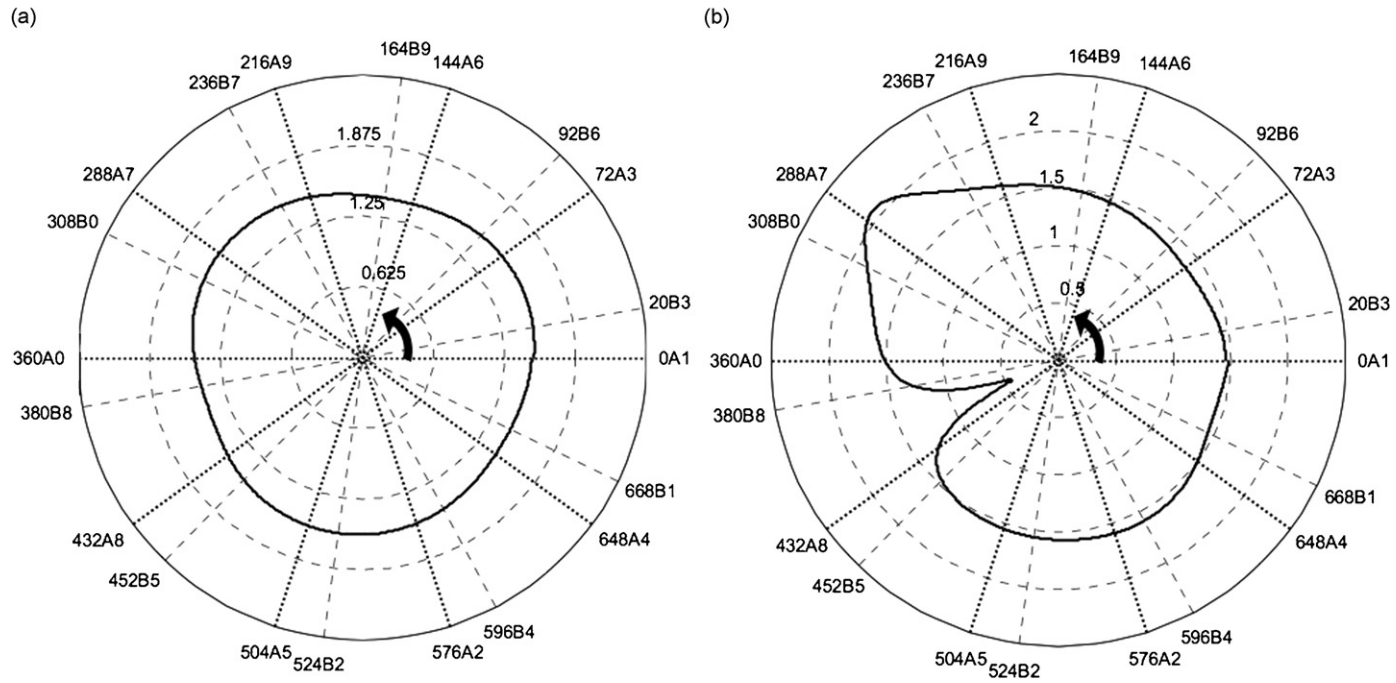 (a)
164B9
216A9
144A6
236B7
1.875
92B6
288A7
72A3
1.25
308B0
0.625
20B3
360A0
0A1
380B8
668B1
432A8
648A4
452B5
596B4
504A5
576A2
524B2
(b)
164B9
216A9
144A6
236B7
2
92B6
288A7
1.5
72A3
308B0
1
0.5
20B3
360A0
0A1
380B8
668B1
432A8
648A4
452B5
596B4
504A5
576A2
524B2